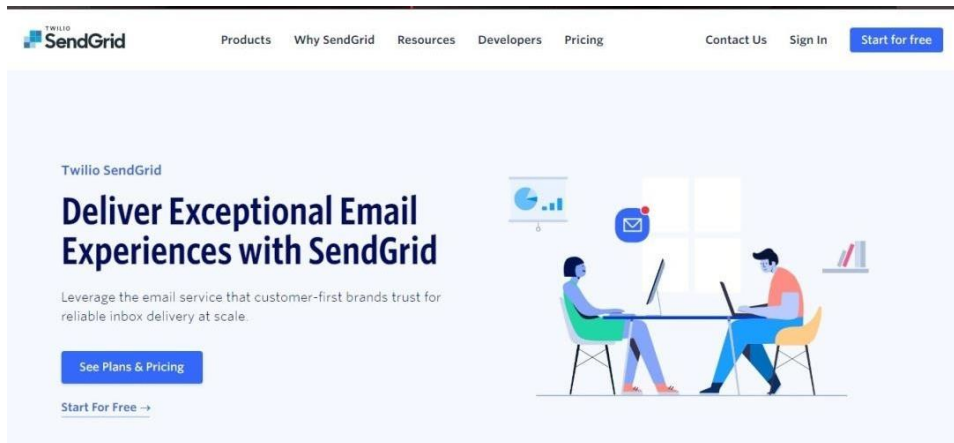 TWILIO
SendGrid
Products Why SendGrid Resources Developers Pricing Contact Us Sign In Start for free
Twilio SendGrid
Deliver Exceptional Email
Experiences with SendGrid
Leverage the email service that customer-first brands trust for
reliable inbox delivery at scale.
See Plans & Pricing
Start For Free →